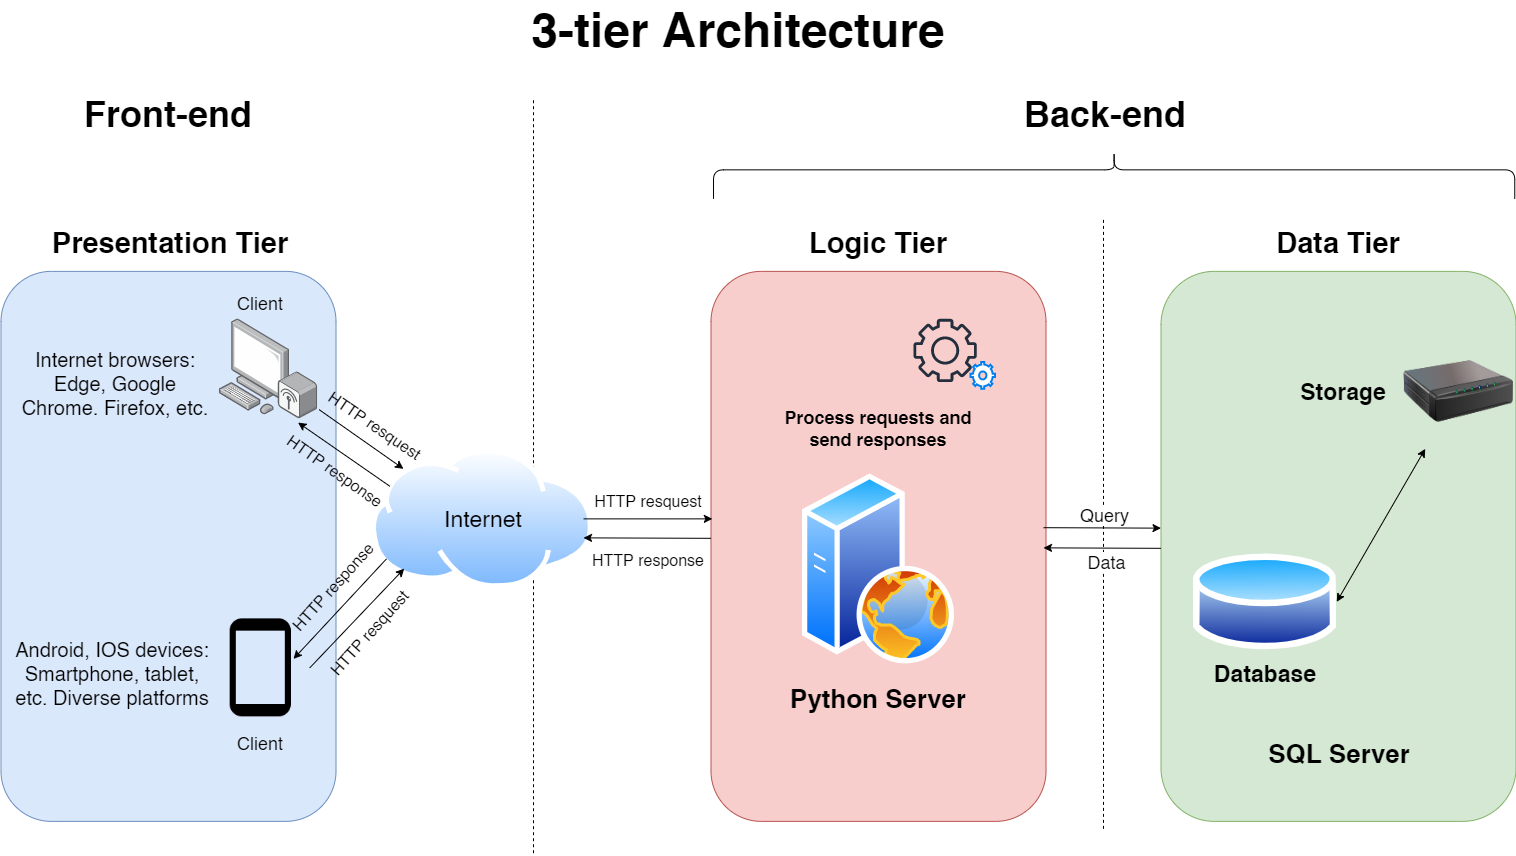 3-tier Architecture
Front-end
Back-end
Presentation Tier
Logic Tier
Data Tier
Client
Internet browsers:
Edge, Google
Chrome. Firefox, etc.
HTTP resquest
HTTP response
Internet
HTTP response
HTTP resquest
Android, IOS devices:
Smartphone, tablet,
etc. Diverse platforms
Client
HTTP resquest
HTTP response
Process requests and
send responses
Python Server
Query
Data
Storage
Database
SQL Server